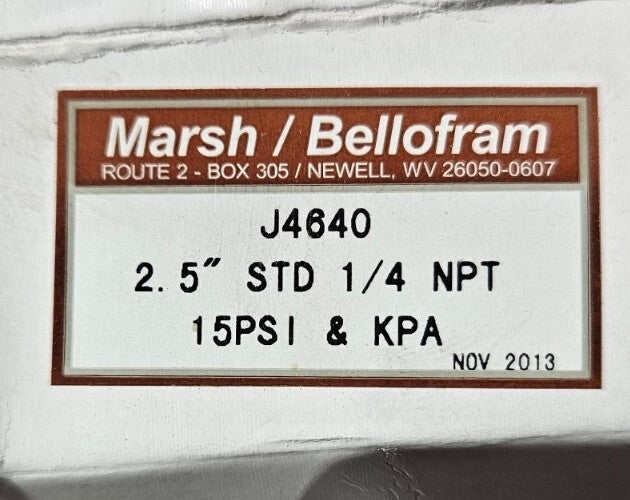 Marsh / Bellofram
ROUTE 2 - BOX 305 / NEWELL, WV 26050-0607
J4640
2.5" STD 1/4 NPT
15PSI & KPA
NOV 2013